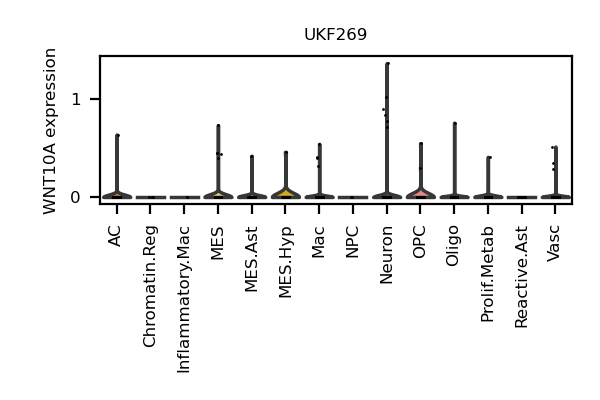 UKF269
WNT10A expression
1
0
AC
Chromatin.Reg
Inflammatory.Mac
MES
MES.Ast
MES.Hyp
Mac
NPC
Neuron
OPC
Oligo
Prolif.Metab
Reactive.Ast
Vasc